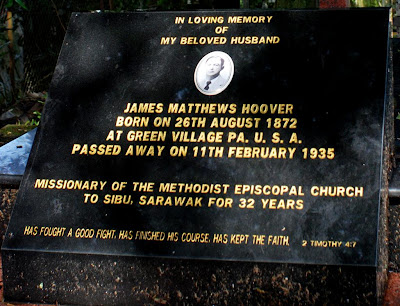 IN LOVING MEMORY
OF
MY BELOVED HUSBAND
JAMES MATTHEWS HOOVER
BORN ON 26TH AUGUST 1872
AT GREEN VILLAGE PA. U. S. A.
PASSED AWAY ON 11TH FEBRUARY 1935
MISSIONARY OF THE METHODIST EPISCOPAL CHURCH
TO SIBU, SARAWAK FOR 32 YEARS
HAS FOUGHT A GOOD FIGHT, HAS FINISHED HIS COURSE, HAS KEPT THE FAITH. 2 TIMOTHY 4:7